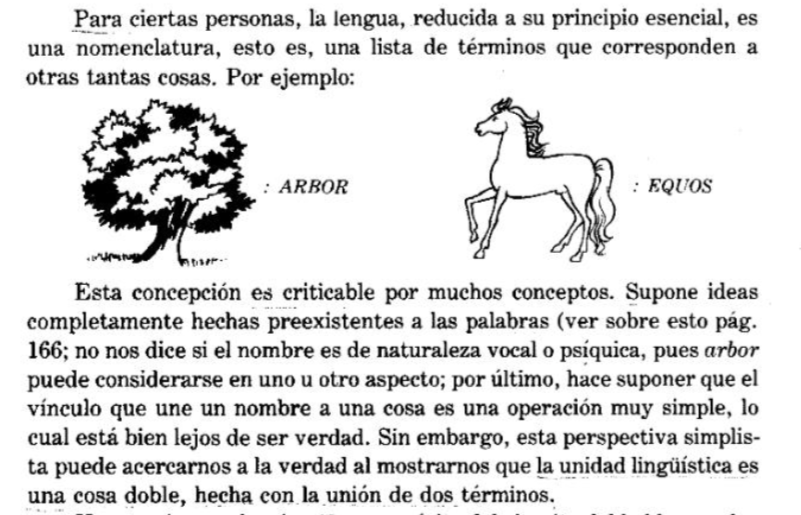 Para ciertas personas, la lengua, reducida a su principio esencial, es
una nomenclatura, esto es, una lista de términos que corresponden a
otras tantas cosas. Por ejemplo:
: ARBOR
: EQUOS
Esta concepción es criticable por muchos conceptos. Supone ideas
completamente hechas preexistentes a las palabras (ver sobre esto pág.
166; no nos dice si el nombre es de naturaleza vocal o psíquica, pues arbor
puede considerarse en uno u otro aspecto; por último, hace suponer que el
vínculo que une un nombre a una cosa es una operación muy simple, lo
cual está bien lejos de ser verdad. Sin embargo, esta perspectiva simplis-
ta puede acercarnos a la verdad al mostrarnos que la unidad lingüística es
una cosa doble, hecha con la unión de dos términos.